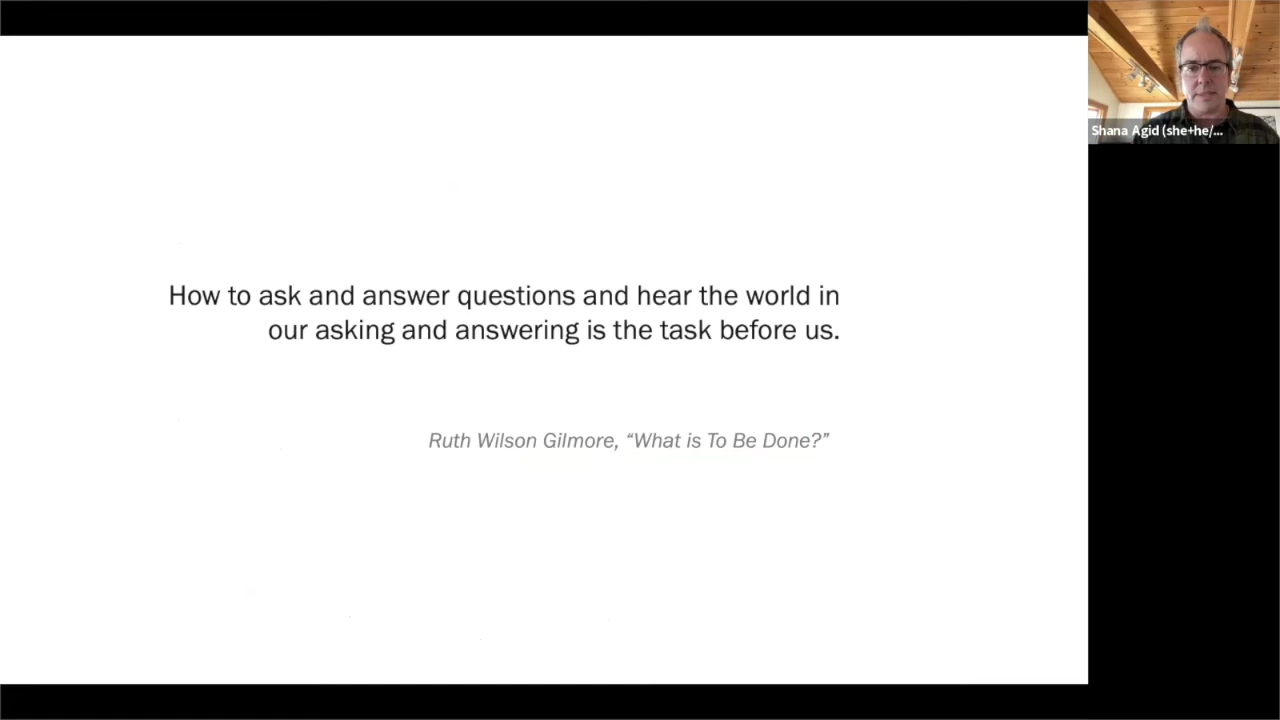 How to ask and answer questions and hear the world in
our asking and answering is the task before us.
Ruth Wilson Gilmore, “What is To Be Done?”
Shana Agid (she+he/...